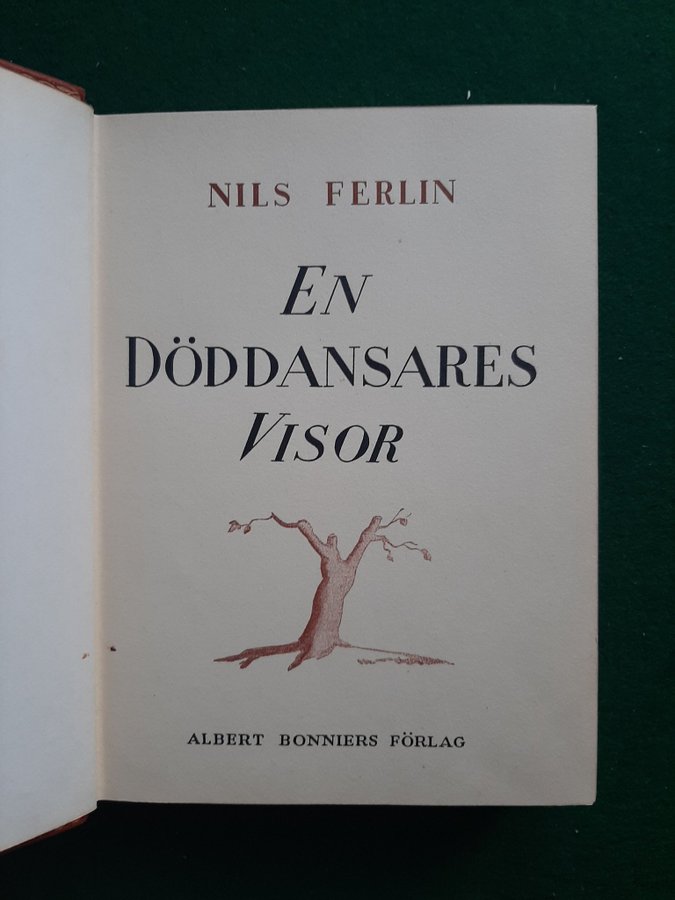 NILS FERLIN
EN
DÖDDANSARES
VISOR
ALBERT BONNIERS FÖRLAG